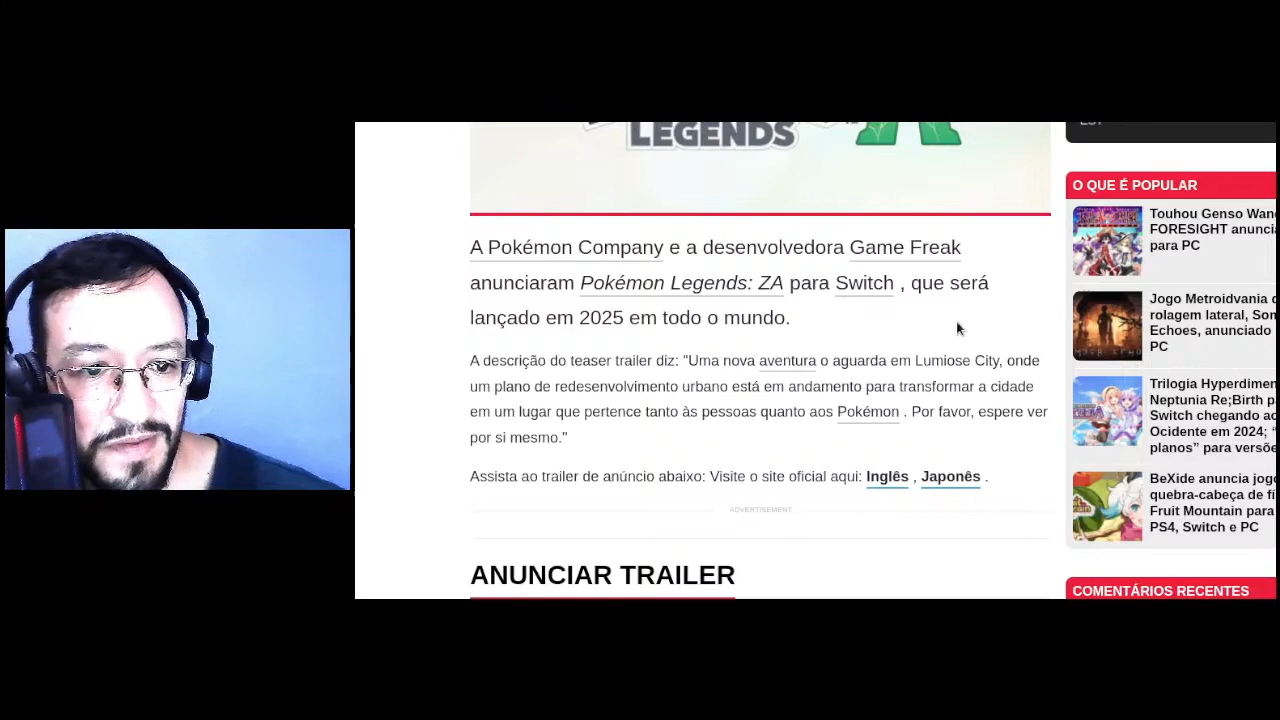 LEGENDS
A Pokémon Company e a desenvolvedora Game Freak
anunciaram Pokémon Legends: ZA para Switch , que será
lançado em 2025 em todo o mundo.
A descrição do teaser trailer diz: "Uma nova aventura o aguarda em Lumiose City, onde
um plano de redesenvolvimento urbano está em andamento para transformar a cidade
em um lugar que pertence tanto às pessoas quanto aos Pokémon . Por favor, espere ver
por si mesmo."
Assista ao trailer de anúncio abaixo: Visite o site oficial aqui: Inglês , Japonês .
ADVERTISEMENT
ANUNCIAR TRAILER
O QUE É POPULAR
Touhou Genso Wan
FORESIGHT anuncia
para PC
Jogo Metroidvania d
rolagem lateral, Som
Echoes, anunciado
PC
Trilogia Hyperdimen
Neptunia Re;Birth pa
Switch chegando ao
Ocidente em 2024; "
planos" para versõe
BeXide anuncia jogo
quebra-cabeça de fí
Fruit Mountain para
PS4, Switch e PC
COMENTÁRIOS RECENTES